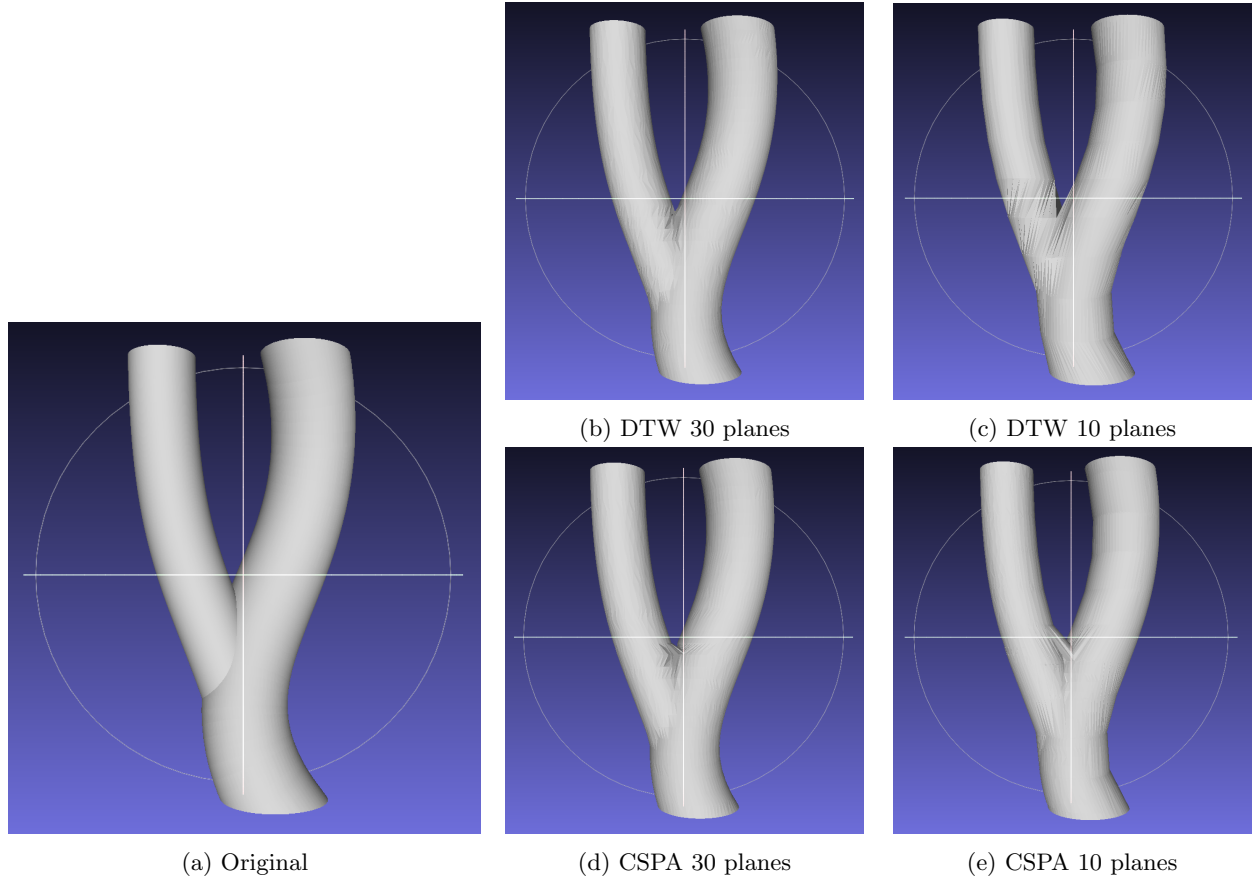 (b) DTW 30 planes
(c) DTW 10 planes
(a) Original
(d) CSPA 30 planes
(e) CSPA 10 planes